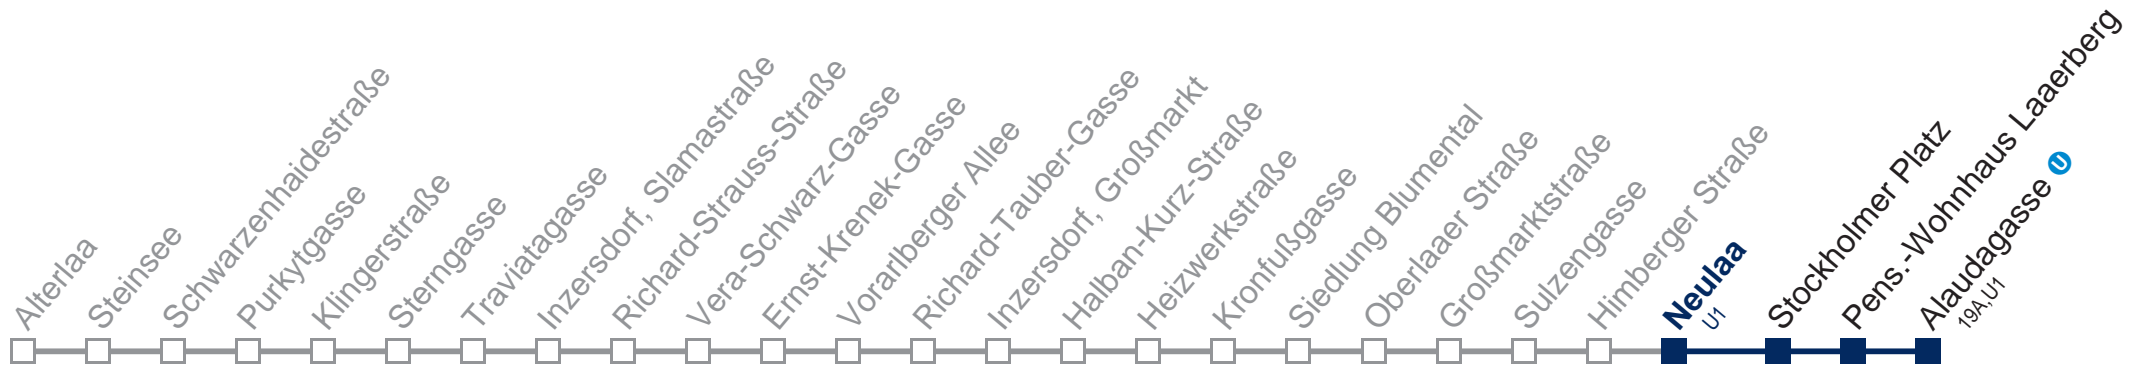 Alterlaa
Steinsee
Schwarzenhaidestraße
Purkytgasse
Klingerstraße
Sterngasse
Traviatagasse
Inzersdorf, Slamastraße
Richard-Strauss-Straße
Vera-Schwarz-Gasse
Ernst-Krenek-Gasse
Vorarlberger Allee
Richard-Tauber-Gasse
Inzersdorf, Großmarkt
Halban-Kurz-Straße
Heizwerkstraße
Kronfußgasse
Siedlung Blumental
Oberlaaer Straße
Großmarktstraße
Sulzengasse
Himberger Straße
Neulaa
U1
Stockholmer Platz
Pens.-Wohnhaus Laaerberg
Alaudagasse U
19A,U1